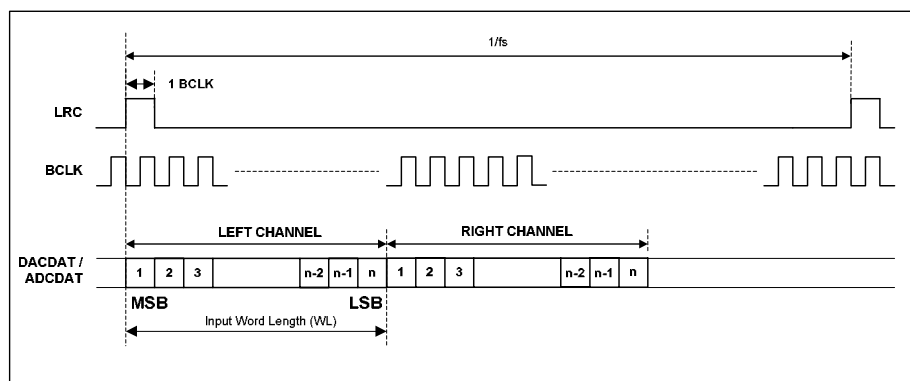 1/fs
1 BCLK
LRC
BCLK
LEFT CHANNEL
RIGHT CHANNEL
DACDAT /
ADCDAT
1 2 3 n-2 n-1 n 1 2 3 n-2 n-1 n
MSB LSB
Input Word Length (WL)